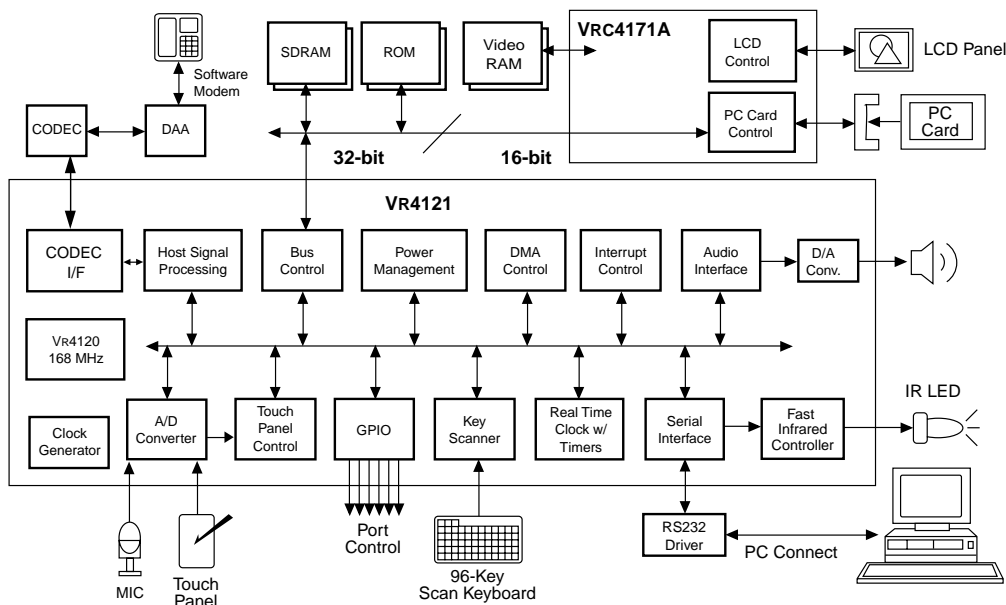 VRC4171A
SDRAM
ROM
Video
RAM
LCD
Control
LCD Panel
Software
Modem
CODEC
DAA
PC Card
Control
PC
Card
32-bit
16-bit
VR4121
CODEC
I/F
Host Signal
Processing
Bus
Control
Power
Management
DMA
Control
Interrupt
Control
Audio
Interface
D/A
Conv.
VR4120
168 MHz
Clock
Generator
A/D
Converter
Touch
Panel
Control
GPIO
Key
Scanner
Real Time
Clock w/
Timers
Serial
Interface
Fast
Infrared
Controller
IR LED
MIC
Touch
Panel
Port
Control
96-Key
Scan Keyboard
RS232
Driver
PC Connect